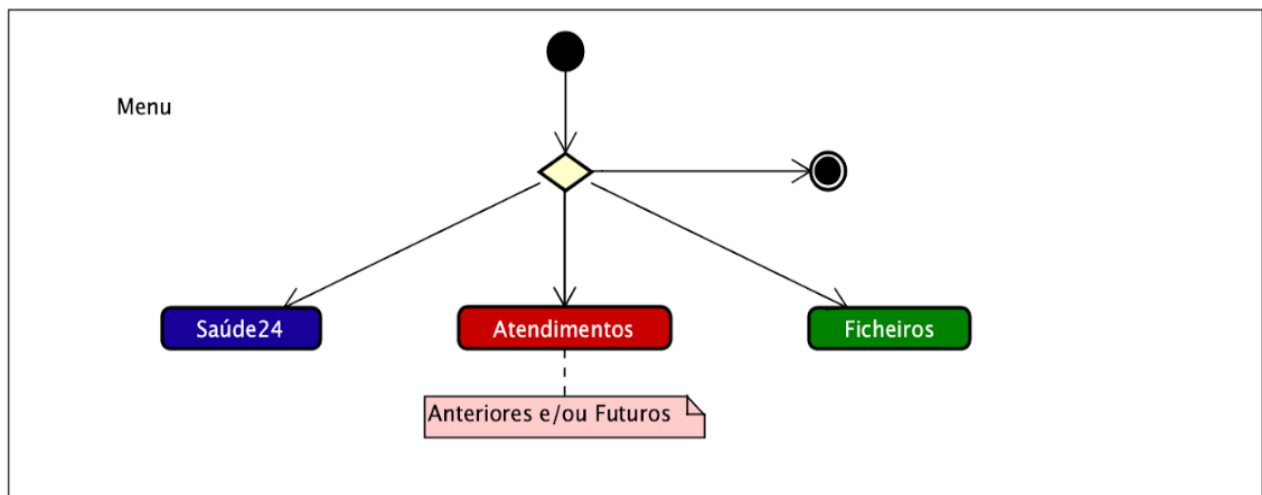 Menu
Saúde24
Atendimentos
Ficheiros
Anteriores e/ou Futuros